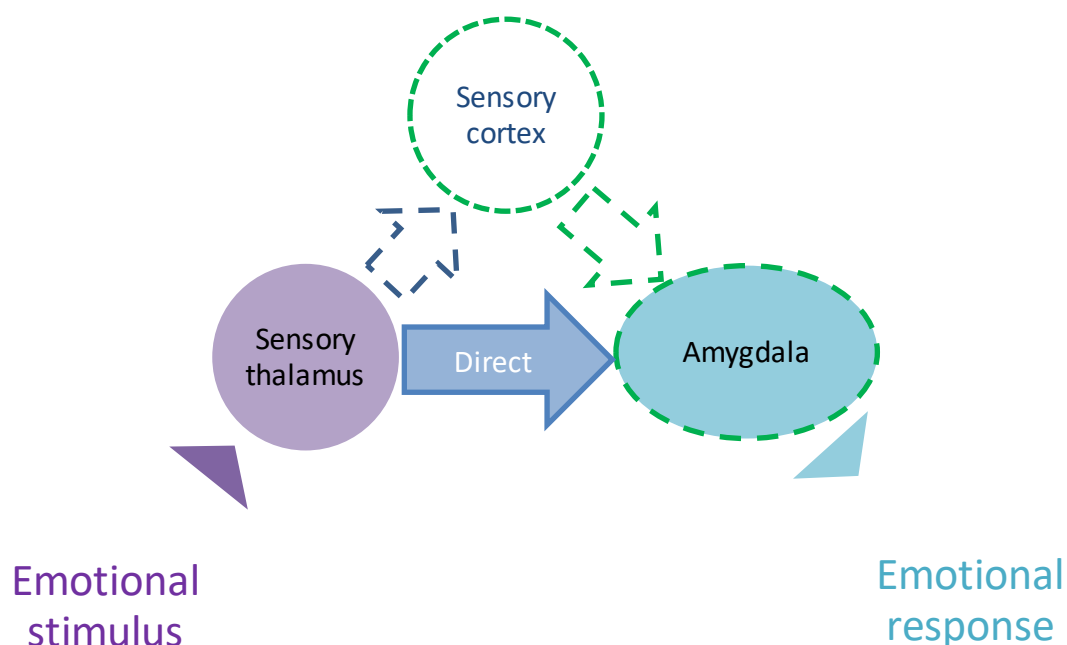 Sensory
cortex
Sensory
thalamus
Direct
Amygdala
Emotional
stimulus
Emotional
response